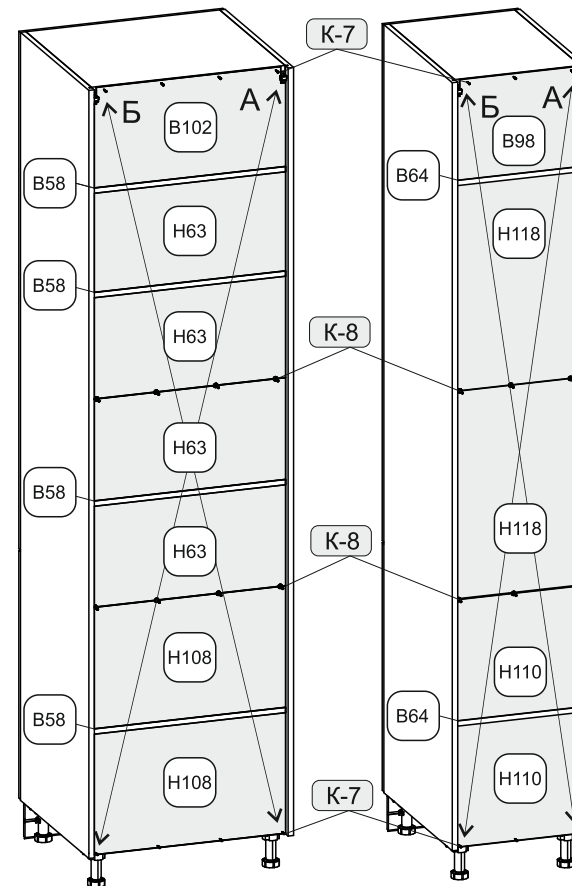 К-7
Б А
В102
В58
Н63
В58
Н63
К-8
Н63
В58
Н63
К-8
Н108
В58
Н108
К-7
Б А
В98
В64
Н118
Н118
Н110
В64
Н110